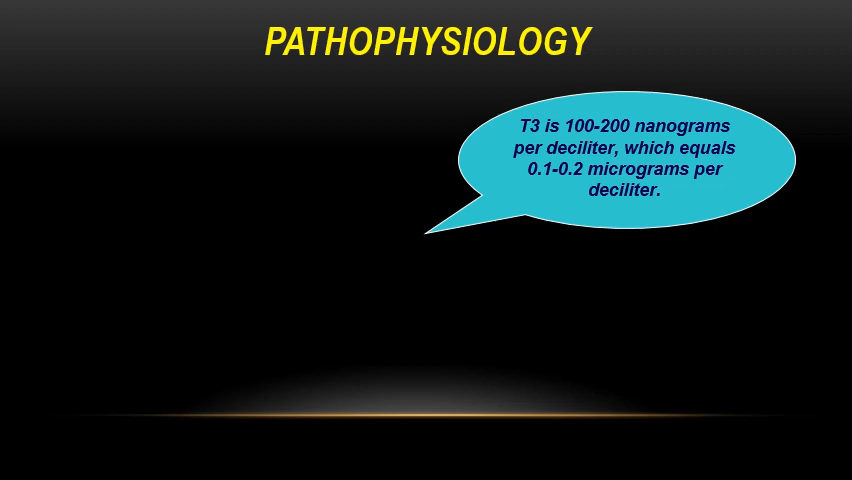 PATHOPHYSIOLOGY
T3 is 100-200 nanograms
per deciliter, which equals
0.1-0.2 micrograms per
deciliter.